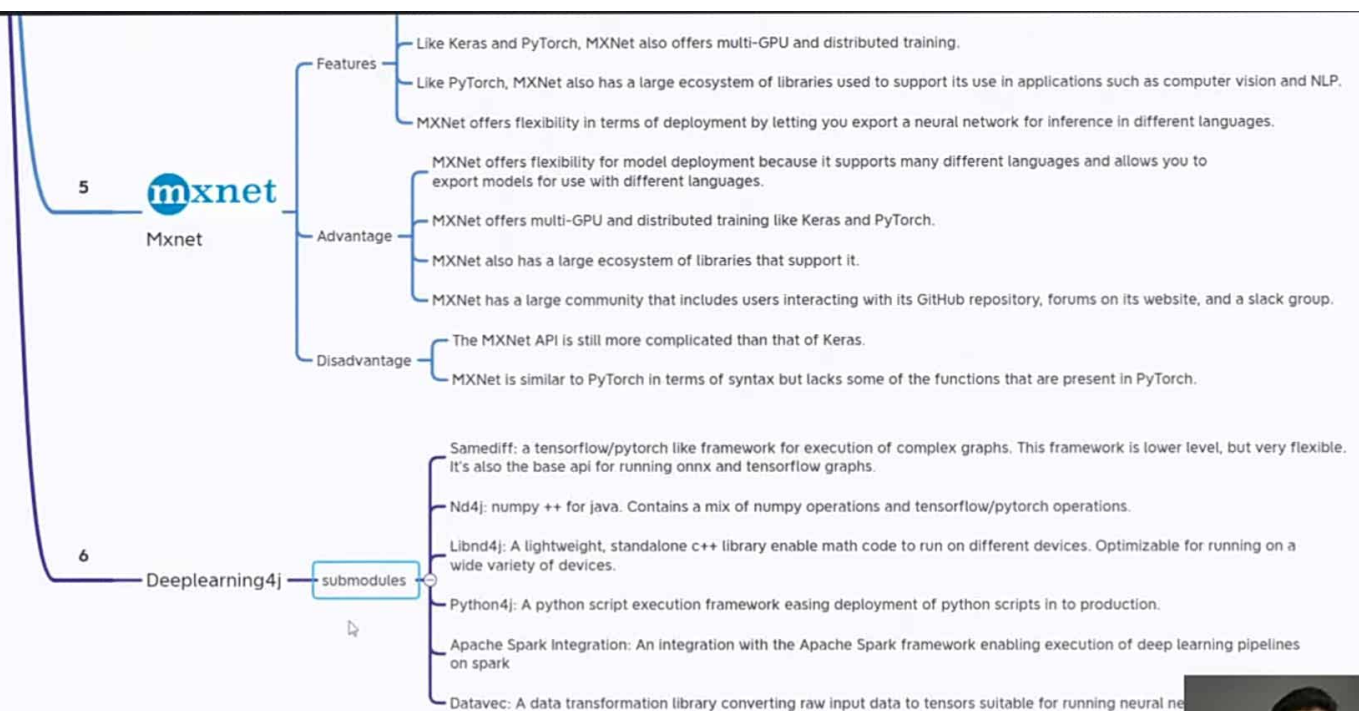 Like Keras and PyTorch, MXNet also offers multi-GPU and distributed training.
Features
Like PyTorch, MXNet also has a large ecosystem of libraries used to support its use in applications such as computer vision and NLP.
MXNet offers flexibility in terms of deployment by letting you export a neural network for inference in different languages.
5
mxnet
Mxnet
MXNet offers flexibility for model deployment because it supports many different languages and allows you to
export models for use with different languages.
MXNet offers multi-GPU and distributed training like Keras and PyTorch.
Advantage
MXNet also has a large ecosystem of libraries that support it.
MXNet has a large community that includes users interacting with its GitHub repository, forums on its website, and a slack group.
The MXNet API is still more complicated than that of Keras.
Disadvantage
MXNet is similar to PyTorch in terms of syntax but lacks some of the functions that are present in PyTorch.
6
Deeplearning4j
submodules
Samediff: a tensorflow/pytorch like framework for execution of complex graphs. This framework is lower level, but very flexible.
It's also the base api for running onnx and tensorflow graphs.
Nd4j: numpy ++ for java. Contains a mix of numpy operations and tensorflow/pytorch operations.
Libnd4j: A lightweight, standalone c++ library enable math code to run on different devices. Optimizable for running on a
wide variety of devices.
Python4j: A python script execution framework easing deployment of python scripts in to production.
Apache Spark Integration: An integration with the Apache Spark framework enabling execution of deep learning pipelines
on spark
Datavec: A data transformation library converting raw input data to tensors suitable for running neural